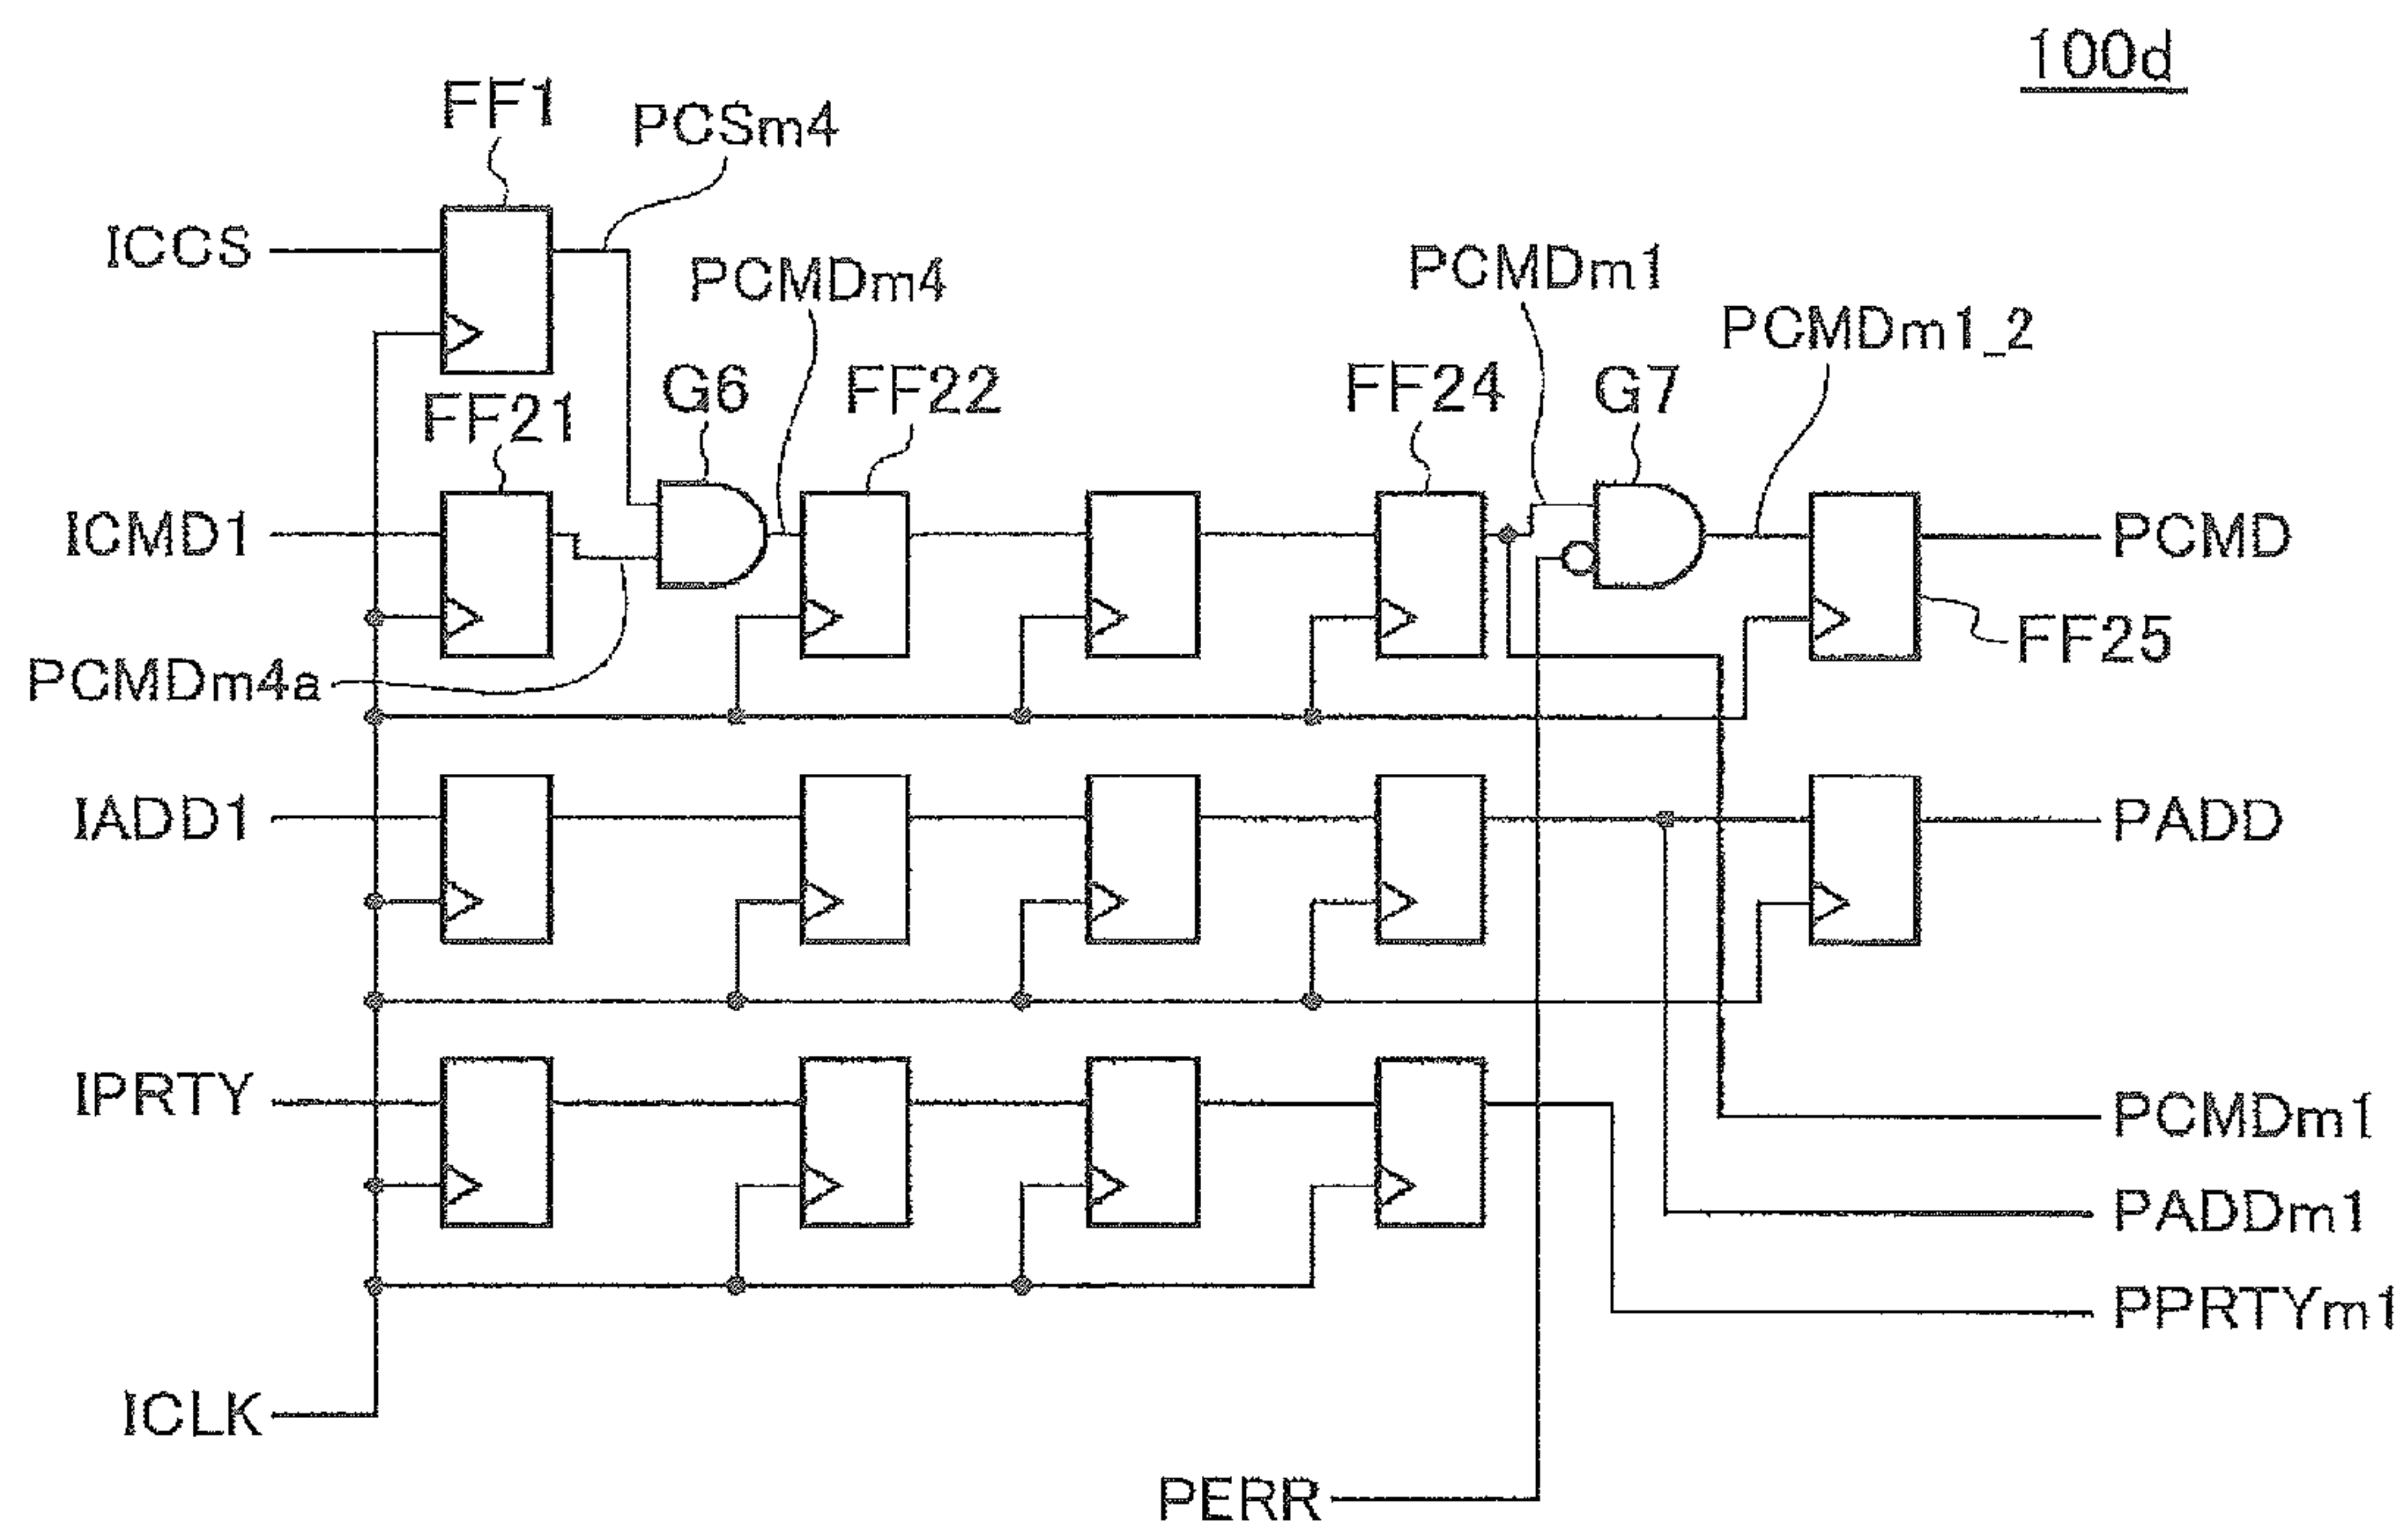 100d
FF1
PCSm4
ICCS
PCMDm4
PCMDm1
PCMDm1_2
FF21
G6
FF22
FF24
G7
ICMD1
PCMD
FF25
PCMDm4a
IADD1
PADD
IPRTY
PCMDm1
PADDm1
PPRTYm1
ICLK
PERR